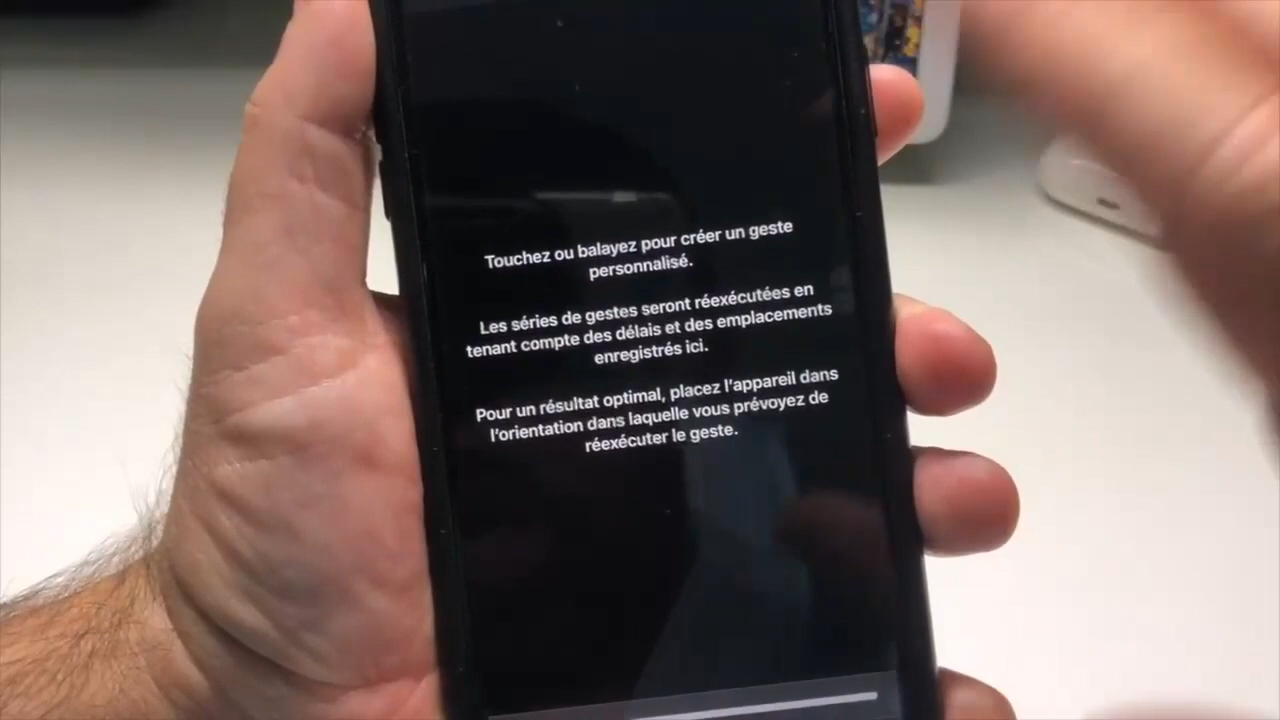 Touchez ou balayez pour créer un geste
personnalisé.
Les séries de gestes seront réexécutées en
tenant compte des délais et des emplacements
enregistrés ici.
Pour un résultat optimal, placez l'appareil dans
l'orientation dans laquelle vous prévoyez de
réexécuter le geste.